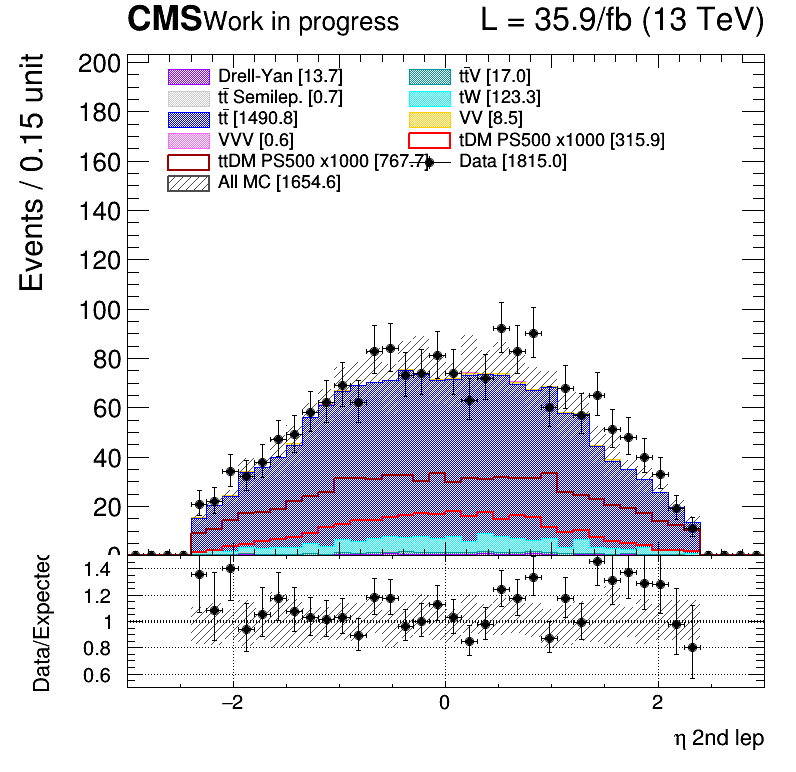 CMS Work in progress L = 35.9/fb (13 TeV)
Events / 0.15 unit
200
180
160
140
120
100
80
60
40
20
0
Drell-Yan [13.7] tt̄V [17.0]
tt̄ Semilep. [0.7] tW [123.3]
tt̄ [1490.8] VV [8.5]
VVV [0.6] tDM PS500 x1000 [315.9]
ttDM PS500 x1000 [767.7] Data [1815.0]
All MC [1654.6]
Data/Expected
1.4
1.2
1
0.8
0.6
−2 0 2
η 2nd lep